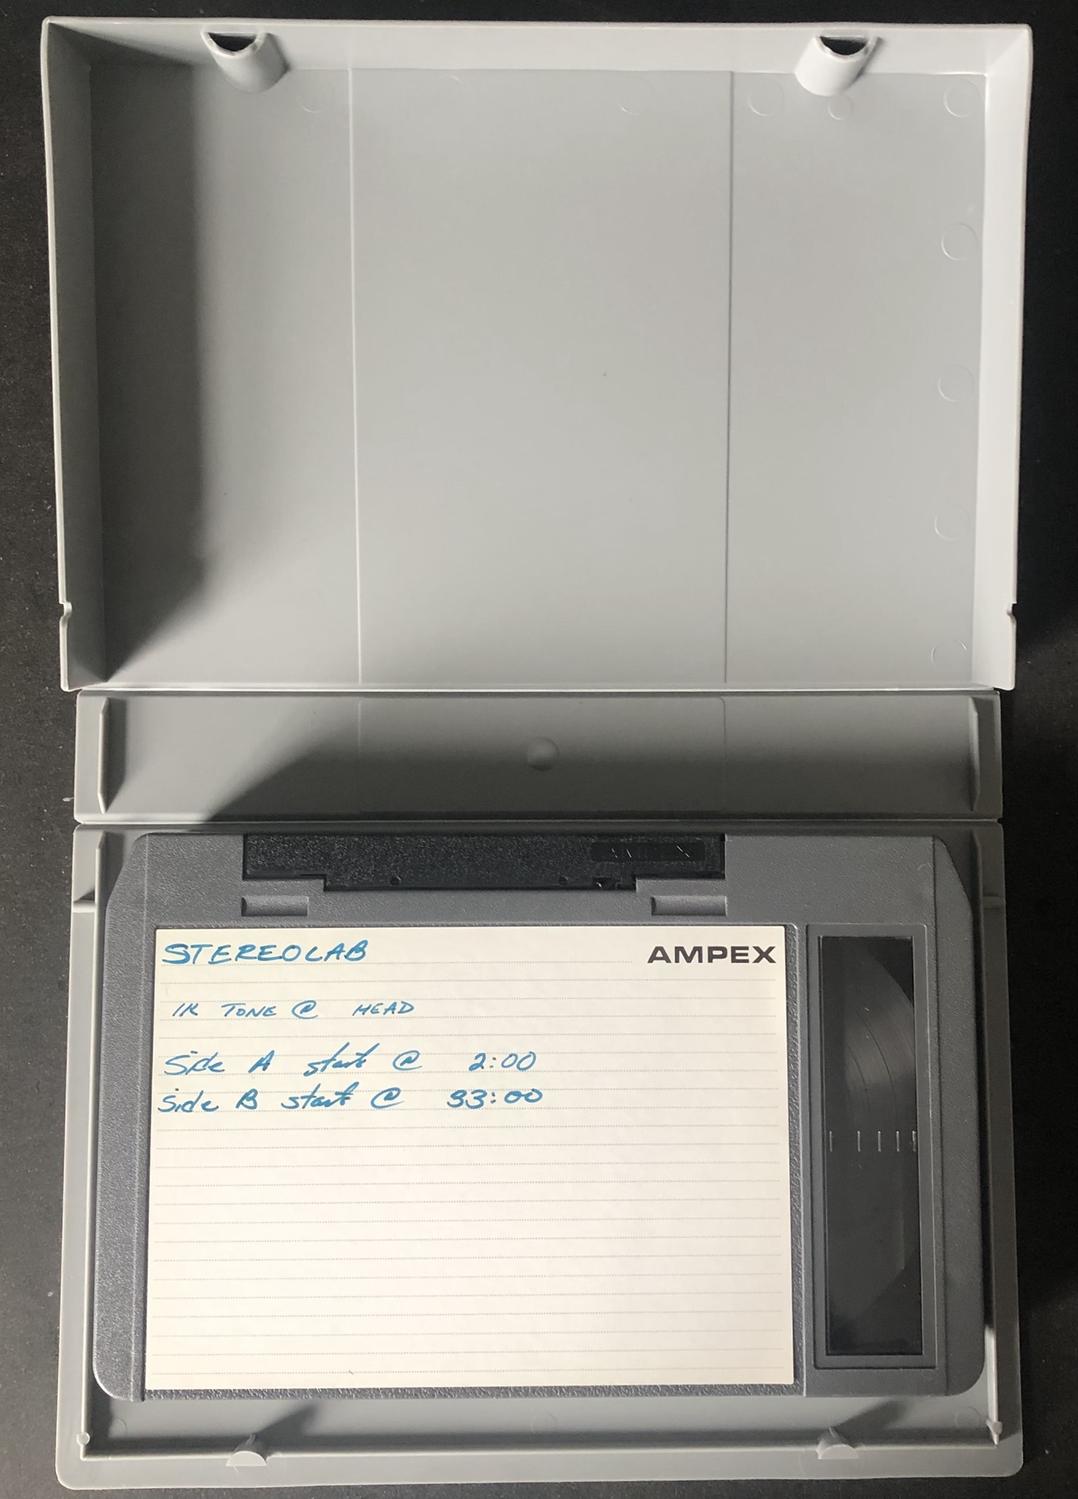 STEREOLAB AMPEX
1K TONE @ HEAD
Side A start @ 2:00
Side B start @ 33:00